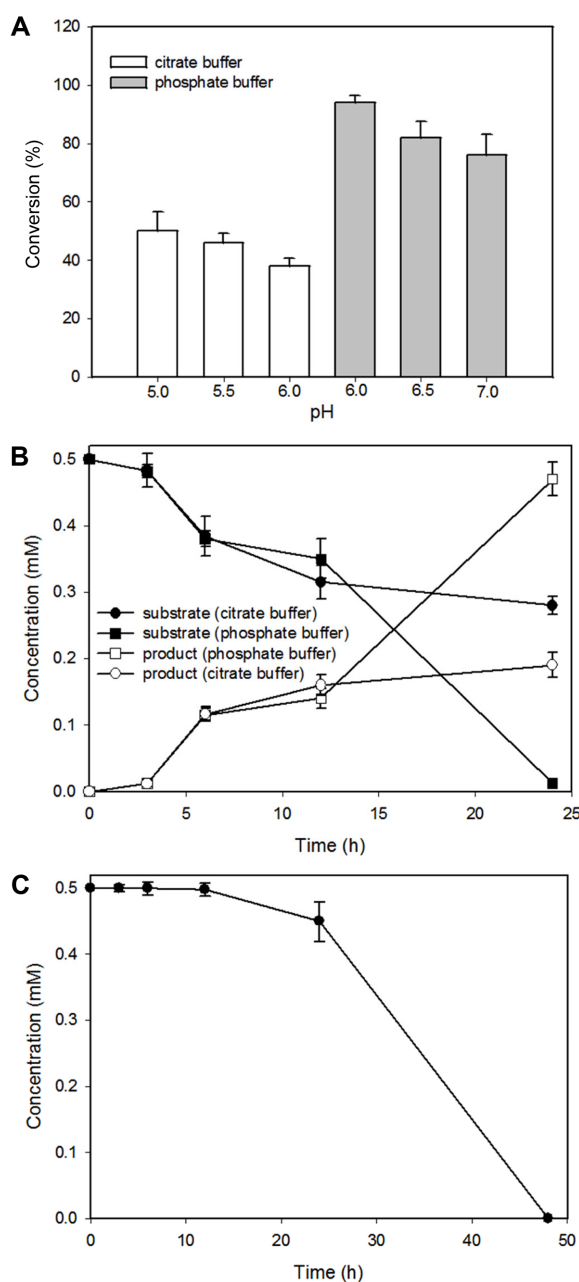 A
120
100
80
60
40
20
0
Conversion (%)
citrate buffer
phosphate buffer
5.0 5.5 6.0 6.0 6.5 7.0
pH
B
0.5
0.4
0.3
0.2
0.1
0.0
Concentration (mM)
substrate (citrate buffer)
substrate (phosphate buffer)
product (phosphate buffer)
product (citrate buffer)
0 5 10 15 20 25
Time (h)
C
0.5
0.4
0.3
0.2
0.1
0.0
Concentration (mM)
0 10 20 30 40 50
Time (h)